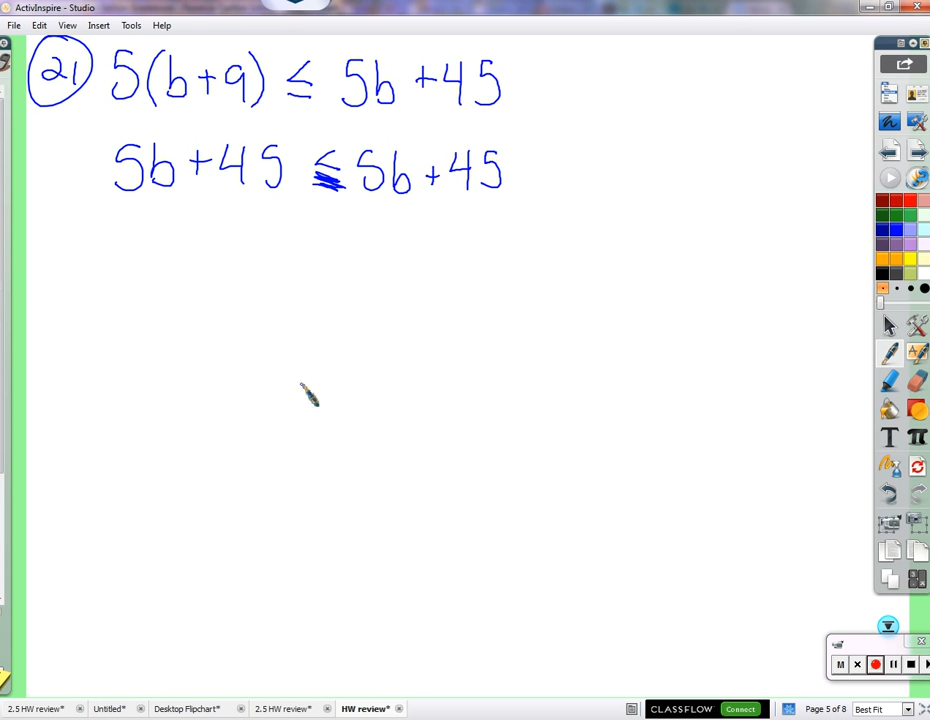 ActivInspire - Studio
File Edit View Insert Tools Help
21 5(b+9) ≤ 5b+45
5b+45 ≤ 5b+45
M
2.5 HW review* Untitled* Desktop Flipchart* 2.5 HW review* HW review* CLASSFLOW Connect Page 5 of 8 Best Fit